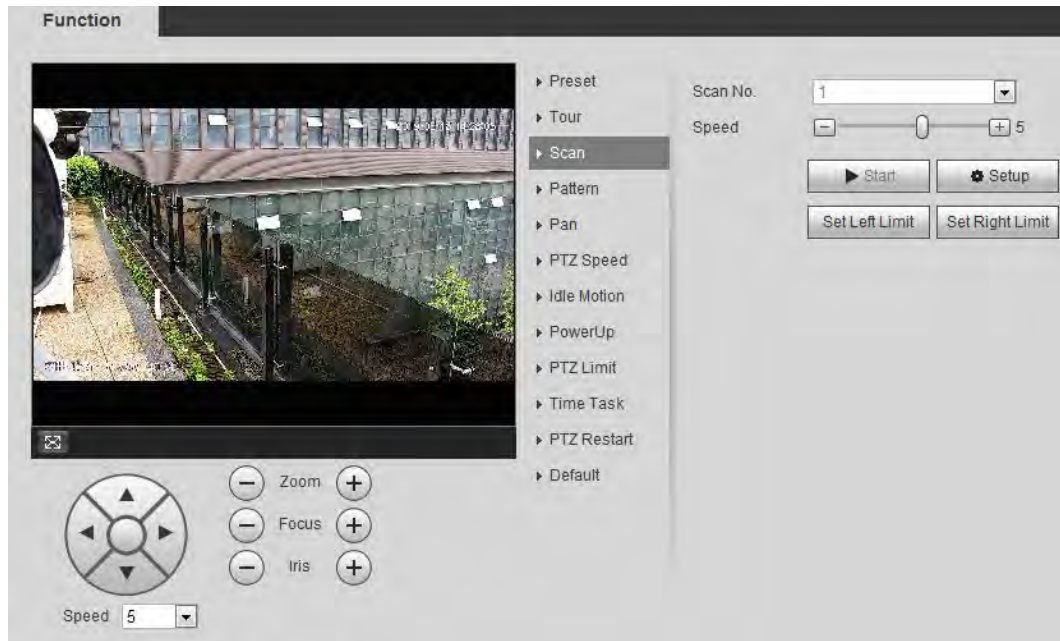 Function
Preset
Tour
Scan
Pattern
Pan
PTZ Speed
Idle Motion
PowerUp
PTZ Limit
Time Task
PTZ Restart
Default
Scan No. 1
Speed 5
Start Setup
Set Left Limit Set Right Limit
Zoom
Focus
Iris
Speed 5